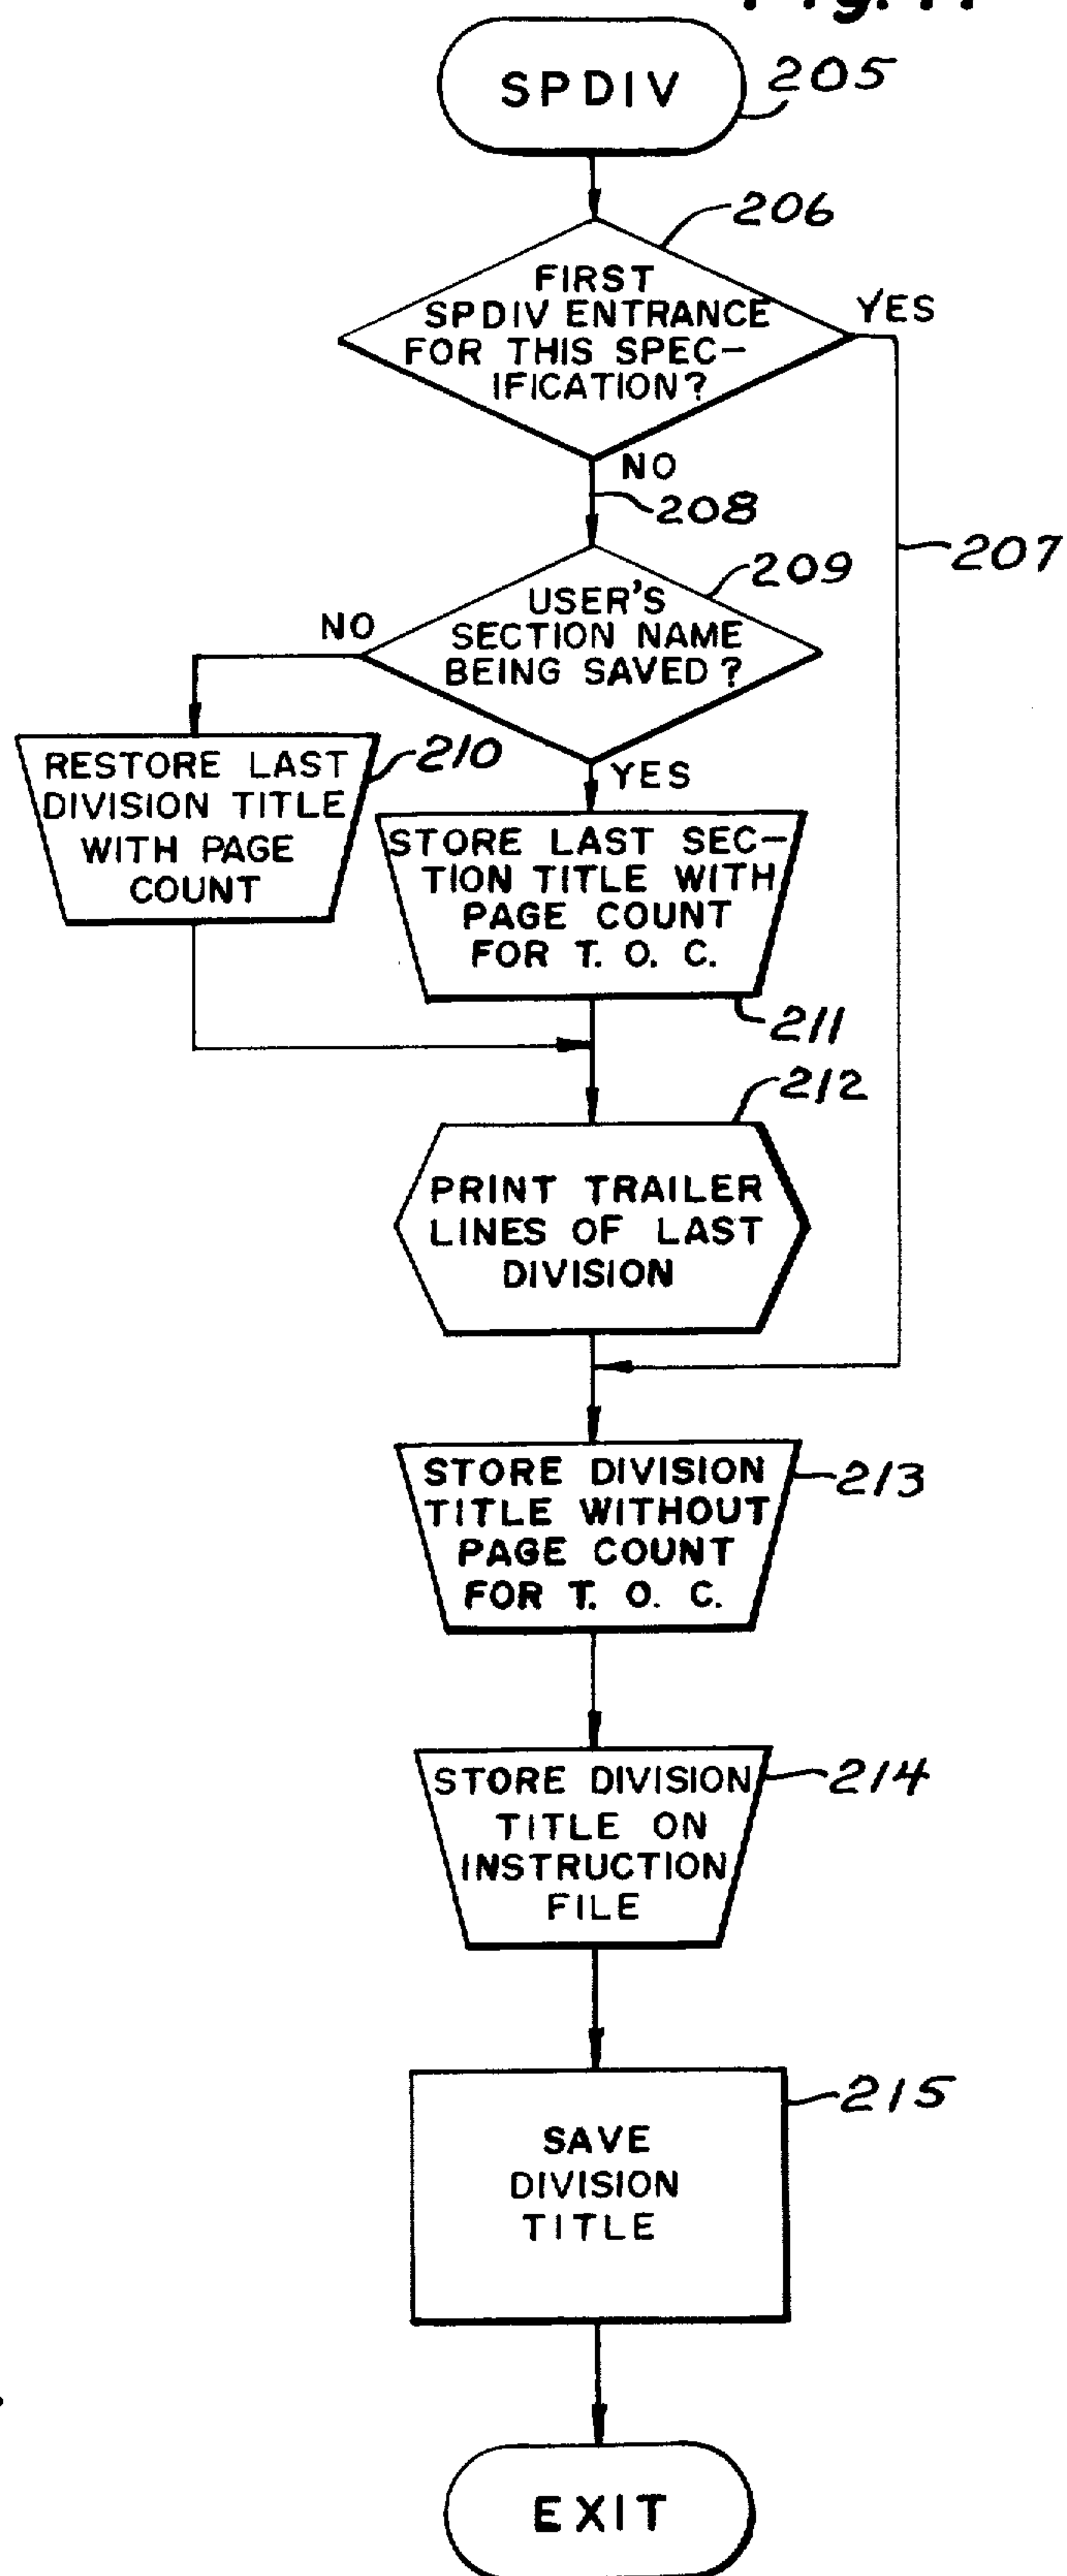 SPDIV
205
206
FIRST
SPDIV ENTRANCE
FOR THIS SPEC-
IFICATION?
YES
NO
208
207
209
USER'S
SECTION NAME
BEING SAVED?
NO
YES
210
RESTORE LAST
DIVISION TITLE
WITH PAGE
COUNT
STORE LAST SEC-
TION TITLE WITH
PAGE COUNT
FOR T. O. C.
211
212
PRINT TRAILER
LINES OF LAST
DIVISION
STORE DIVISION
TITLE WITHOUT
PAGE COUNT
FOR T. O. C.
213
STORE DIVISION
TITLE ON
INSTRUCTION
FILE
214
215
SAVE
DIVISION
TITLE
EXIT